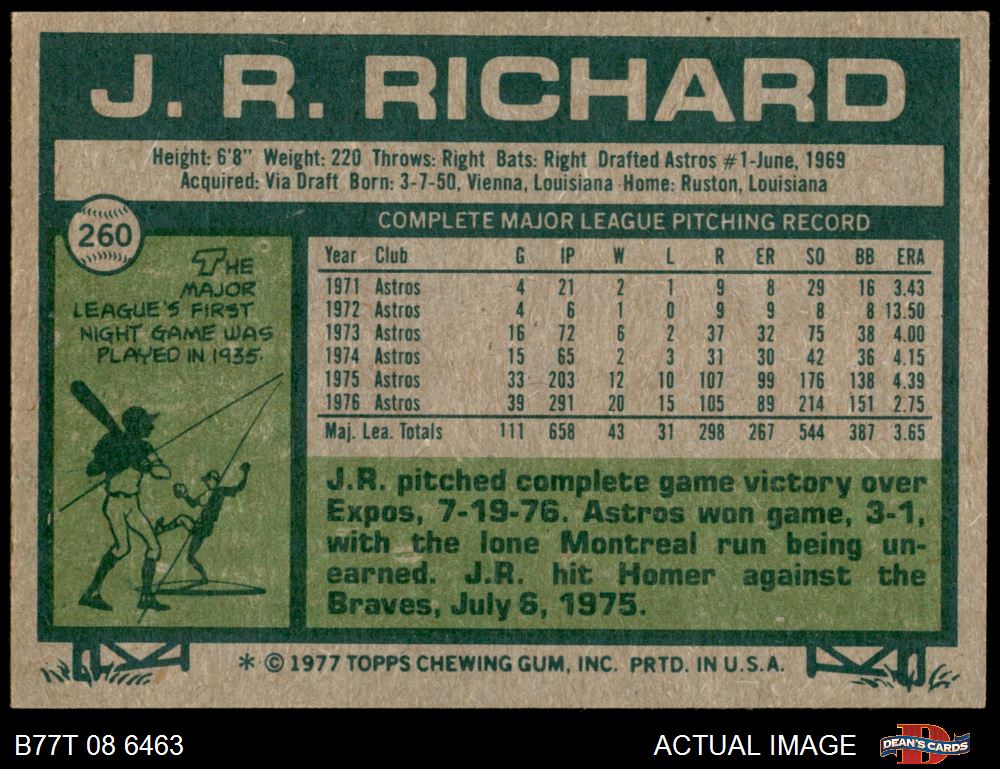 J. R. RICHARD
Height: 6'8" Weight: 220 Throws: Right Bats: Right Drafted Astros #1-June, 1969
Acquired: Via Draft Born: 3-7-50, Vienna, Louisiana Home: Ruston, Louisiana
260
THE
MAJOR
LEAGUE'S FIRST
NIGHT GAME WAS
PLAYED IN 1935.
COMPLETE MAJOR LEAGUE PITCHING RECORD
Year Club G IP W L R ER SO BB ERA
1971 Astros 4 21 2 1 9 8 29 16 3.43
1972 Astros 4 6 1 0 9 9 8 8 13.50
1973 Astros 16 72 6 2 37 32 75 38 4.00
1974 Astros 15 65 2 3 31 30 42 36 4.15
1975 Astros 33 203 12 10 107 99 176 138 4.39
1976 Astros 39 291 20 15 105 89 214 151 2.75
Maj. Lea. Totals 111 658 43 31 298 267 544 387 3.65
J.R. pitched complete game victory over
Expos, 7-19-76. Astros won game, 3-1,
with the lone Montreal run being un-
earned. J.R. hit Homer against the
Braves, July 6, 1975.
* © 1977 TOPPS CHEWING GUM, INC. PRTD. IN U.S.A.
B77T 08 6463
ACTUAL IMAGE
DEAN'S CARDS